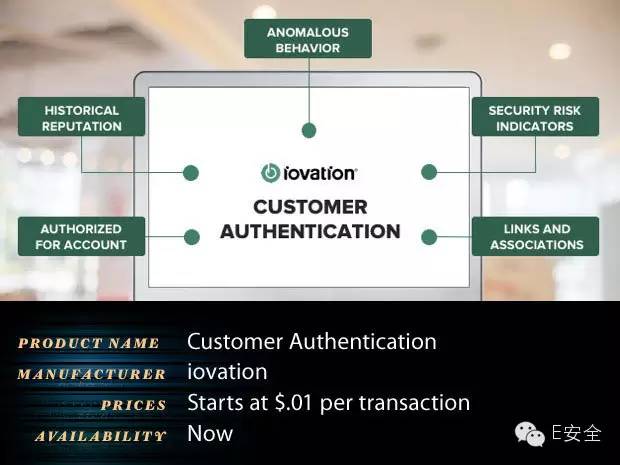 ANOMALOUS
BEHAVIOR
HISTORICAL
REPUTATION
SECURITY RISK
INDICATORS
iovation®
CUSTOMER
AUTHENTICATION
AUTHORIZED
FOR ACCOUNT
LINKS AND
ASSOCIATIONS
PRODUCT NAME Customer Authentication
MANUFACTURER iovation
PRICES Starts at $.01 per transaction
AVAILABILITY Now
E安全